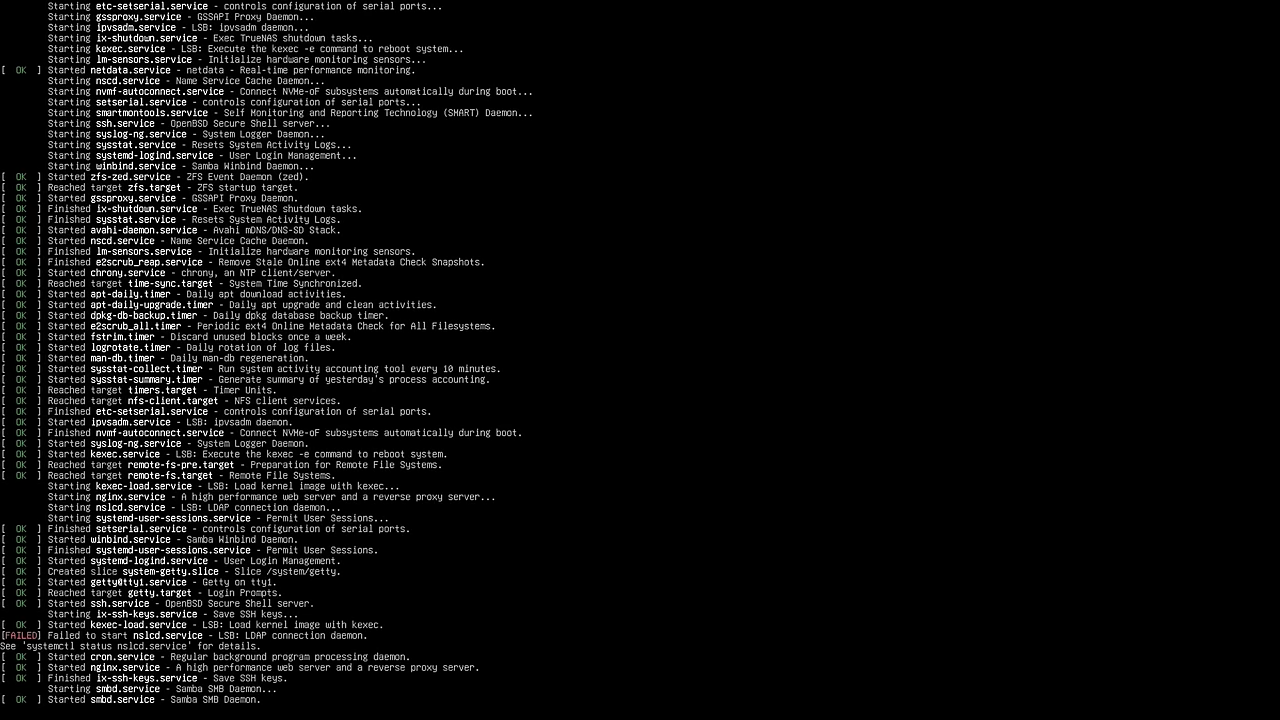 Starting etc-setserial.service - controls configuration of serial ports...
Starting gssproxy.service - GSSAPI Proxy Daemon...
Starting ipvsadm.service - LSB: ipvsadm daemon...
Starting ix-shutdown.service - Exec TrueNAS shutdown tasks...
Starting kexec.service - LSB: Execute the kexec -e command to reboot system...
Starting lm-sensors.service - Initialize hardware monitoring sensors...
[  OK  ] Started netdata.service - netdata - Real-time performance monitoring.
Starting nscd.service - Name Service Cache Daemon...
Starting nvmf-autoconnect.service - Connect NVMe-oF subsystems automatically during boot...
Starting setserial.service - controls configuration of serial ports...
Starting smartmontools.service - Self Monitoring and Reporting Technology (SMART) Daemon...
Starting ssh.service - OpenBSD Secure Shell server...
Starting syslog-ng.service - System Logger Daemon...
Starting sysstat.service - Resets System Activity Logs...
Starting systemd-logind.service - User Login Management...
Starting winbind.service - Samba Winbind Daemon...
[  OK  ] Started zfs-zed.service - ZFS Event Daemon (zed).
[  OK  ] Reached target zfs.target - ZFS startup target.
[  OK  ] Started gssproxy.service - GSSAPI Proxy Daemon.
[  OK  ] Finished ix-shutdown.service - Exec TrueNAS shutdown tasks.
[  OK  ] Finished sysstat.service - Resets System Activity Logs.
[  OK  ] Started avahi-daemon.service - Avahi mDNS/DNS-SD Stack.
[  OK  ] Started nscd.service - Name Service Cache Daemon.
[  OK  ] Finished lm-sensors.service - Initialize hardware monitoring sensors.
[  OK  ] Finished e2scrub_reap.service - Remove Stale Online ext4 Metadata Check Snapshots.
[  OK  ] Started chrony.service - chrony, an NTP client/server.
[  OK  ] Reached target time-sync.target - System Time Synchronized.
[  OK  ] Started apt-daily.timer - Daily apt download activities.
[  OK  ] Started apt-daily-upgrade.timer - Daily apt upgrade and clean activities.
[  OK  ] Started dpkg-db-backup.timer - Daily dpkg database backup timer.
[  OK  ] Started e2scrub_all.timer - Periodic ext4 Online Metadata Check for All Filesystems.
[  OK  ] Started fstrim.timer - Discard unused blocks once a week.
[  OK  ] Started logrotate.timer - Daily rotation of log files.
[  OK  ] Started man-db.timer - Daily man-db regeneration.
[  OK  ] Started sysstat-collect.timer - Run system activity accounting tool every 10 minutes.
[  OK  ] Started sysstat-summary.timer - Generate summary of yesterday's process accounting.
[  OK  ] Reached target timers.target - Timer Units.
[  OK  ] Reached target nfs-client.target - NFS client services.
[  OK  ] Finished etc-setserial.service - controls configuration of serial ports.
[  OK  ] Started ipvsadm.service - LSB: ipvsadm daemon.
[  OK  ] Finished nvmf-autoconnect.service - Connect NVMe-oF subsystems automatically during boot.
[  OK  ] Started syslog-ng.service - System Logger Daemon.
[  OK  ] Started kexec.service - LSB: Execute the kexec -e command to reboot system.
[  OK  ] Reached target remote-fs-pre.target - Preparation for Remote File Systems.
[  OK  ] Reached target remote-fs.target - Remote File Systems.
Starting kexec-load.service - LSB: Load kernel image with kexec...
Starting nginx.service - A high performance web server and a reverse proxy server...
Starting nslcd.service - LSB: LDAP connection daemon...
Starting systemd-user-sessions.service - Permit User Sessions...
[  OK  ] Finished setserial.service - controls configuration of serial ports.
[  OK  ] Started winbind.service - Samba Winbind Daemon.
[  OK  ] Finished systemd-user-sessions.service - Permit User Sessions.
[  OK  ] Started systemd-logind.service - User Login Management.
[  OK  ] Created slice system-getty.slice - Slice /system/getty.
[  OK  ] Started getty@tty1.service - Getty on tty1.
[  OK  ] Reached target getty.target - Login Prompts.
[  OK  ] Started ssh.service - OpenBSD Secure Shell server.
Starting ix-ssh-keys.service - Save SSH keys...
[  OK  ] Started kexec-load.service - LSB: Load kernel image with kexec.
[FAILED] Failed to start nslcd.service - LSB: LDAP connection daemon.
See 'systemctl status nslcd.service' for details.
[  OK  ] Started cron.service - Regular background program processing daemon.
[  OK  ] Started nginx.service - A high performance web server and a reverse proxy server.
[  OK  ] Finished ix-ssh-keys.service - Save SSH keys.
Starting smbd.service - Samba SMB Daemon...
[  OK  ] Started smbd.service - Samba SMB Daemon.